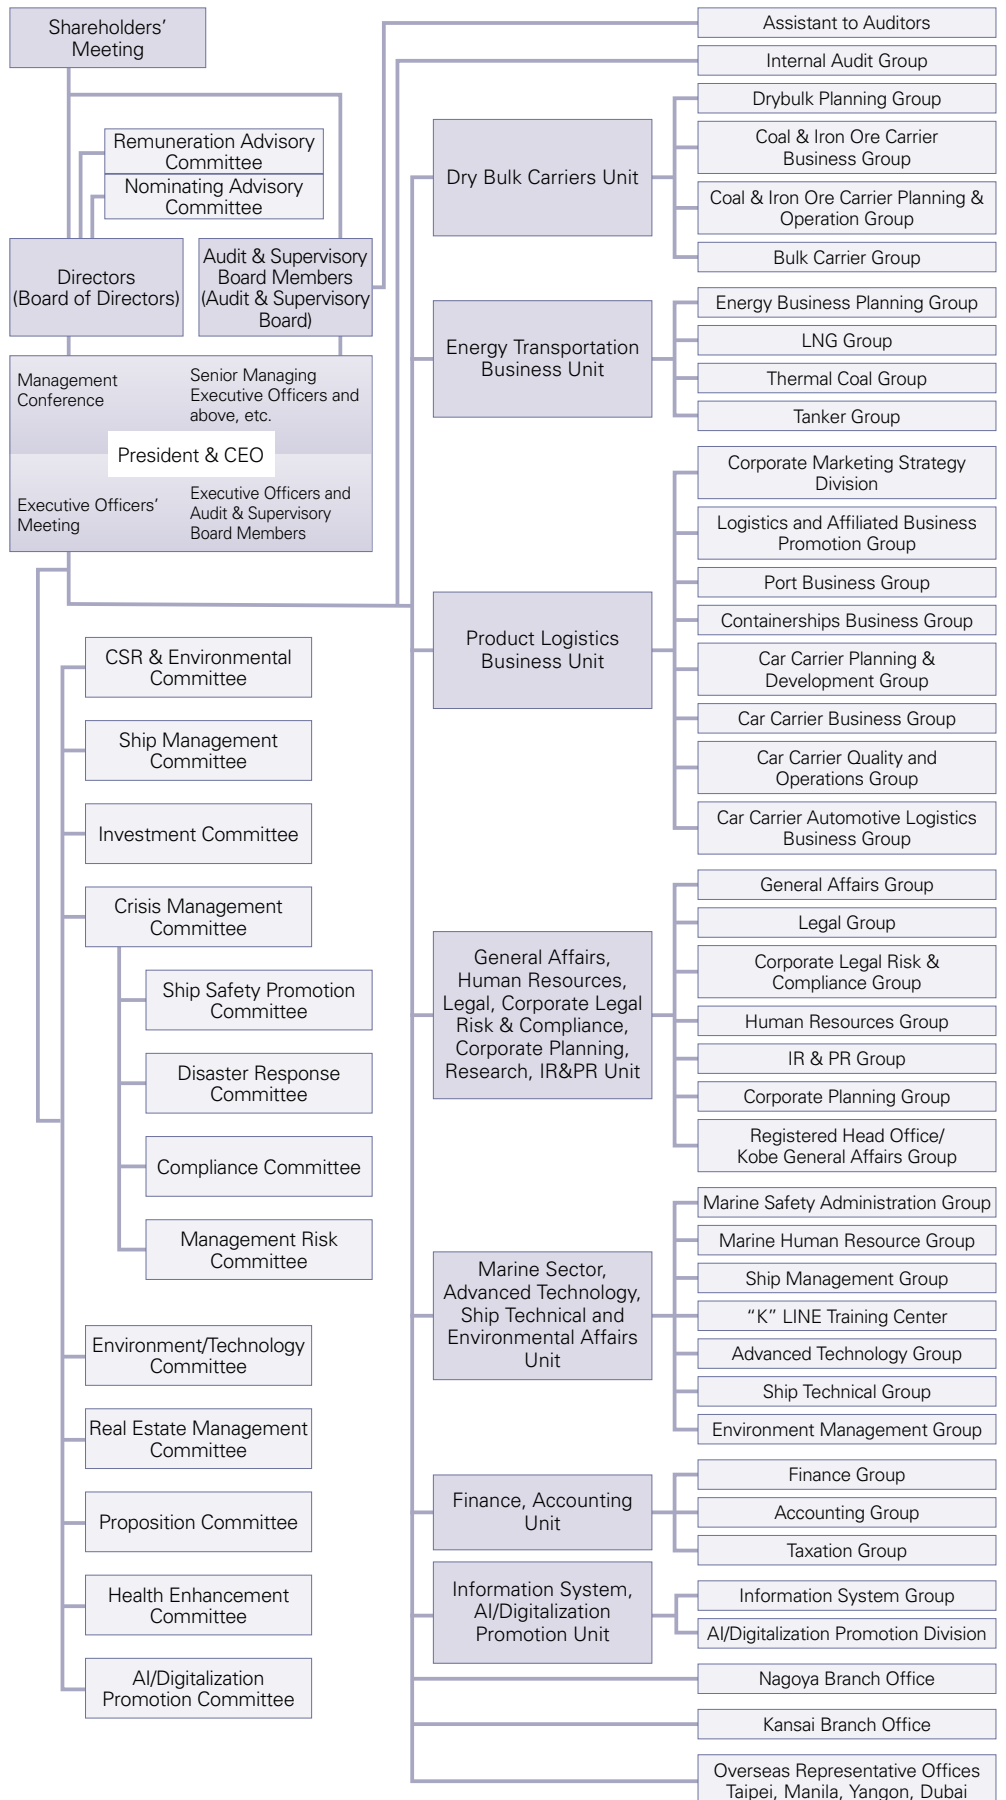 Shareholders’
Meeting
Remuneration Advisory
Committee
Nominating Advisory
Committee
Directors
(Board of Directors)
Audit & Supervisory
Board Members
(Audit & Supervisory
Board)
Management
Conference
Senior Managing
Executive Officers and
above, etc.
President & CEO
Executive Officers’
Meeting
Executive Officers and
Audit & Supervisory
Board Members
CSR & Environmental
Committee
Ship Management
Committee
Investment Committee
Crisis Management
Committee
Ship Safety Promotion
Committee
Disaster Response
Committee
Compliance Committee
Management Risk
Committee
Environment/Technology
Committee
Real Estate Management
Committee
Proposition Committee
Health Enhancement
Committee
AI/Digitalization
Promotion Committee
Assistant to Auditors
Internal Audit Group
Dry Bulk Carriers Unit
Drybulk Planning Group
Coal & Iron Ore Carrier
Business Group
Coal & Iron Ore Carrier Planning &
Operation Group
Bulk Carrier Group
Energy Transportation
Business Unit
Energy Business Planning Group
LNG Group
Thermal Coal Group
Tanker Group
Product Logistics
Business Unit
Corporate Marketing Strategy
Division
Logistics and Affiliated Business
Promotion Group
Port Business Group
Containerships Business Group
Car Carrier Planning &
Development Group
Car Carrier Business Group
Car Carrier Quality and
Operations Group
Car Carrier Automotive Logistics
Business Group
General Affairs,
Human Resources,
Legal, Corporate Legal
Risk & Compliance,
Corporate Planning,
Research, IR&PR Unit
General Affairs Group
Legal Group
Corporate Legal Risk &
Compliance Group
Human Resources Group
IR & PR Group
Corporate Planning Group
Registered Head Office/
Kobe General Affairs Group
Marine Sector,
Advanced Technology,
Ship Technical and
Environmental Affairs
Unit
Marine Safety Administration Group
Marine Human Resource Group
Ship Management Group
“K” LINE Training Center
Advanced Technology Group
Ship Technical Group
Environment Management Group
Finance, Accounting
Unit
Finance Group
Accounting Group
Taxation Group
Information System,
AI/Digitalization
Promotion Unit
Information System Group
AI/Digitalization Promotion Division
Nagoya Branch Office
Kansai Branch Office
Overseas Representative Offices
Taipei, Manila, Yangon, Dubai